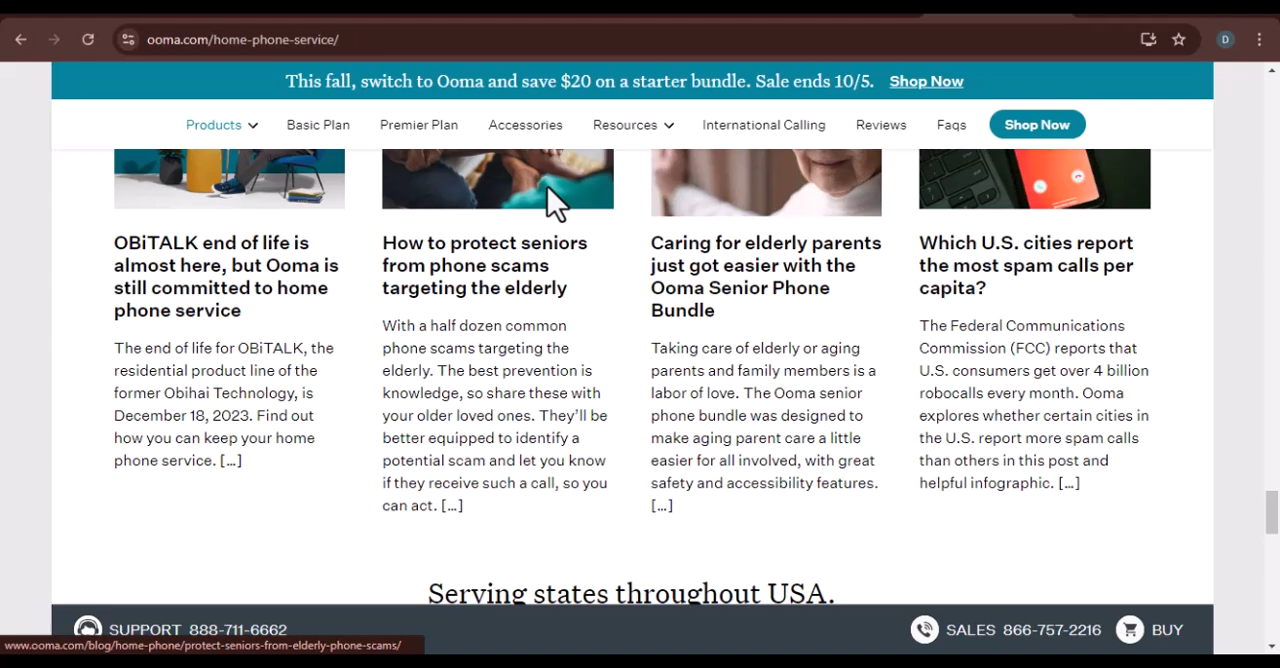 ooma.com/home-phone-service/
D
This fall, switch to Ooma and save $20 on a starter bundle. Sale ends 10/5. Shop Now
Products Basic Plan Premier Plan Accessories Resources International Calling Reviews Faqs Shop Now
OBiTALK end of life is
almost here, but Ooma is
still committed to home
phone service
The end of life for OBiTALK, the
residential product line of the
former Obihai Technology, is
December 18, 2023. Find out
how you can keep your home
phone service. […]
How to protect seniors
from phone scams
targeting the elderly
With a half dozen common
phone scams targeting the
elderly. The best prevention is
knowledge, so share these with
your older loved ones. They’ll be
better equipped to identify a
potential scam and let you know
if they receive such a call, so you
can act. […]
Caring for elderly parents
just got easier with the
Ooma Senior Phone
Bundle
Taking care of elderly or aging
parents and family members is a
labor of love. The Ooma senior
phone bundle was designed to
make aging parent care a little
easier for all involved, with great
safety and accessibility features.
[…]
Which U.S. cities report
the most spam calls per
capita?
The Federal Communications
Commission (FCC) reports that
U.S. consumers get over 4 billion
robocalls every month. Ooma
explores whether certain cities in
the U.S. report more spam calls
than others in this post and
helpful infographic. […]
Serving states throughout USA.
SUPPORT 888-711-6662
SALES 866-757-2216 BUY
www.ooma.com/blog/home-phone/protect-seniors-from-elderly-phone-scams/